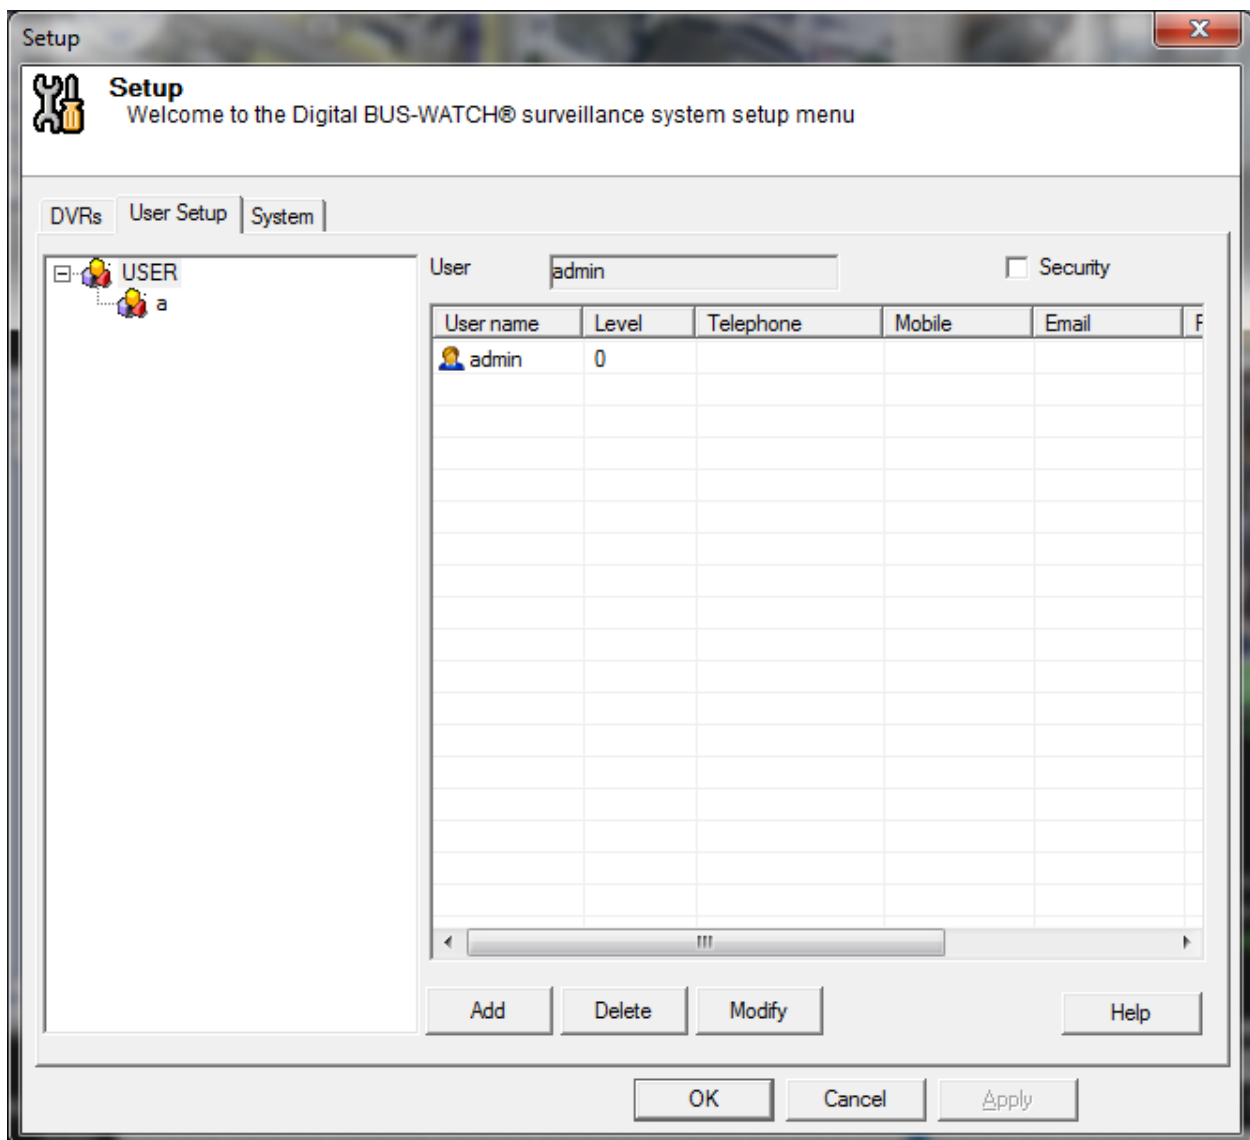 Setup
Setup
Welcome to the Digital BUS-WATCH® surveillance system setup menu
DVRs User Setup System
USER
a
User admin Security
User name Level Telephone Mobile Email
admin 0
Add Delete Modify Help
OK Cancel Apply